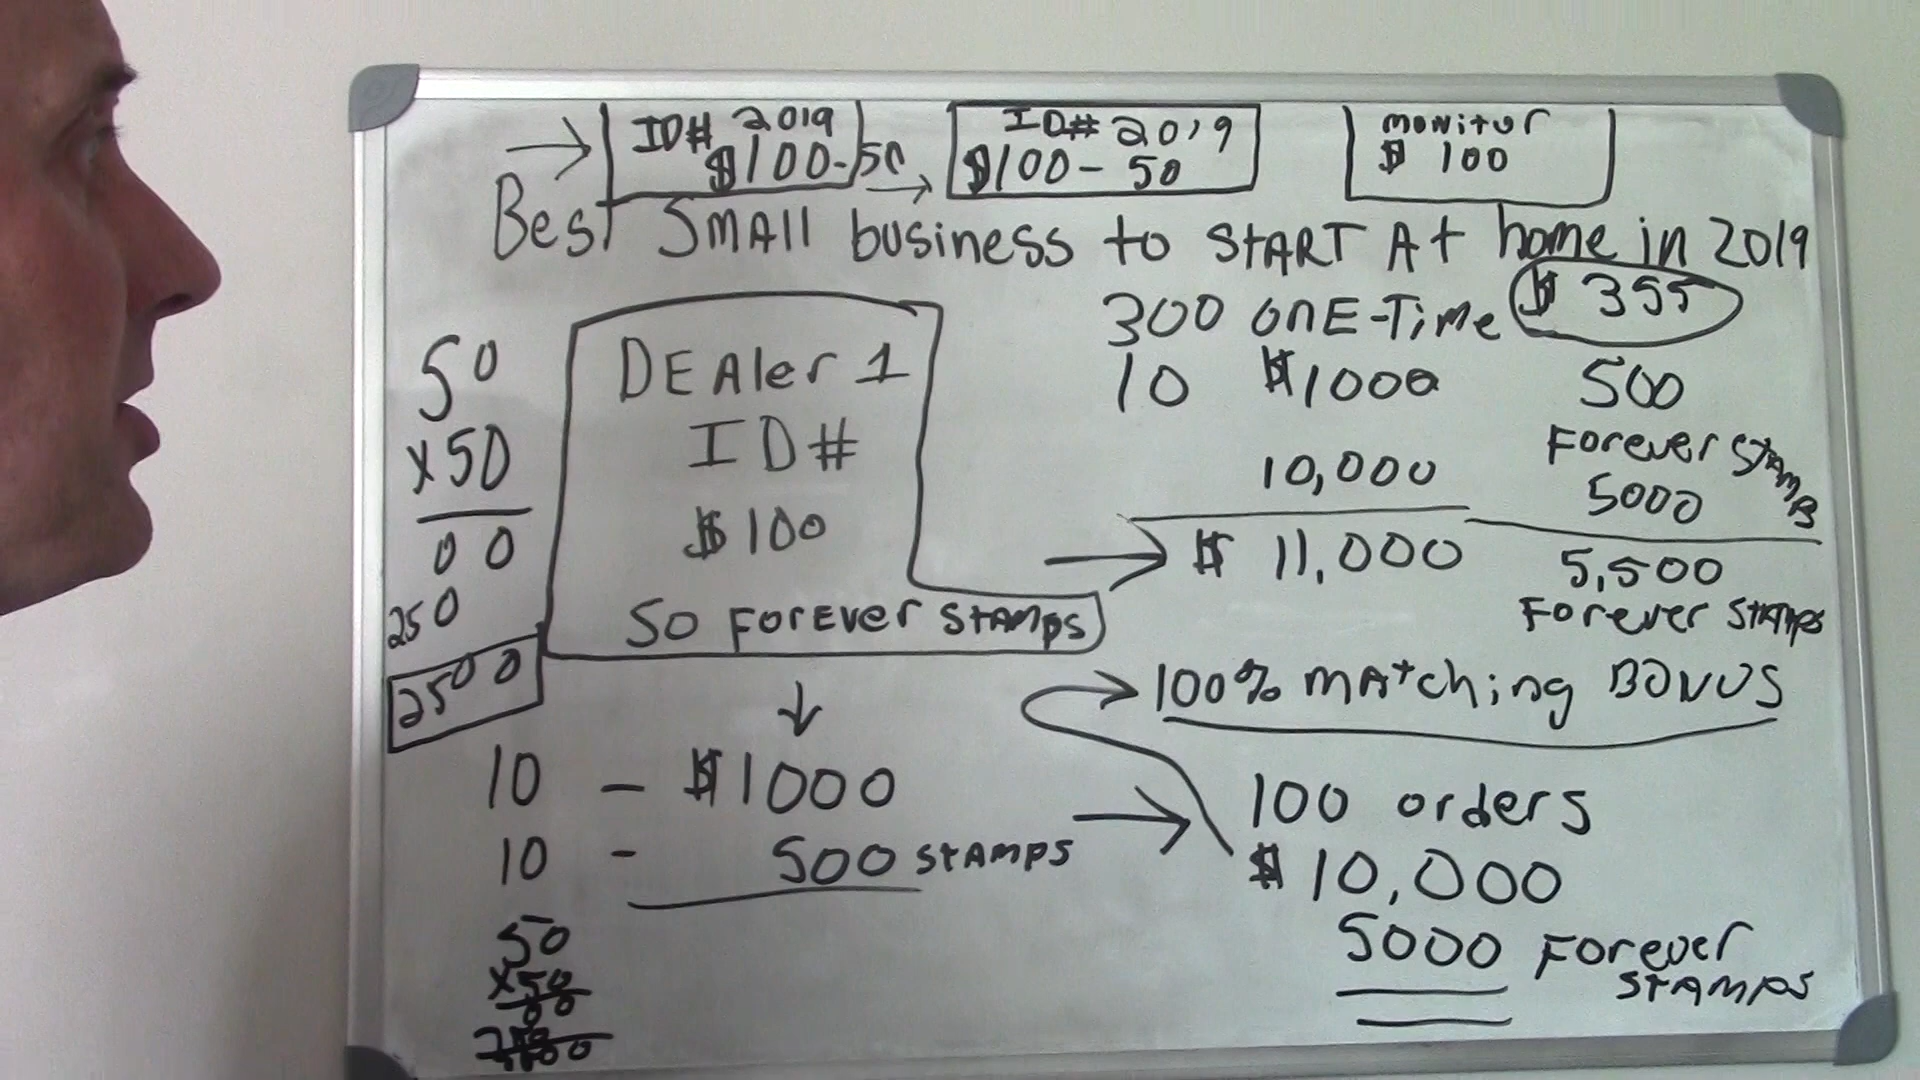 ID# 2019
$100-50
ID# 2019
$100-50
monitor
$ 100
Best Small business to START At home in 2019
300 ONE-Time $ 355
10 $1000 500
Forever STAMPS
10,000 5000
$ 11,000 5,500
Forever STAMPS
100% MAtching BONUS
50
x50
00
250
2500
DEAler 1
ID#
$100
50 FOREVER STAMPS
10 - $1000
10 - 500 STAMPS
100 orders
$ 10,000
5000 Forever
STAMPS
50
x50
00